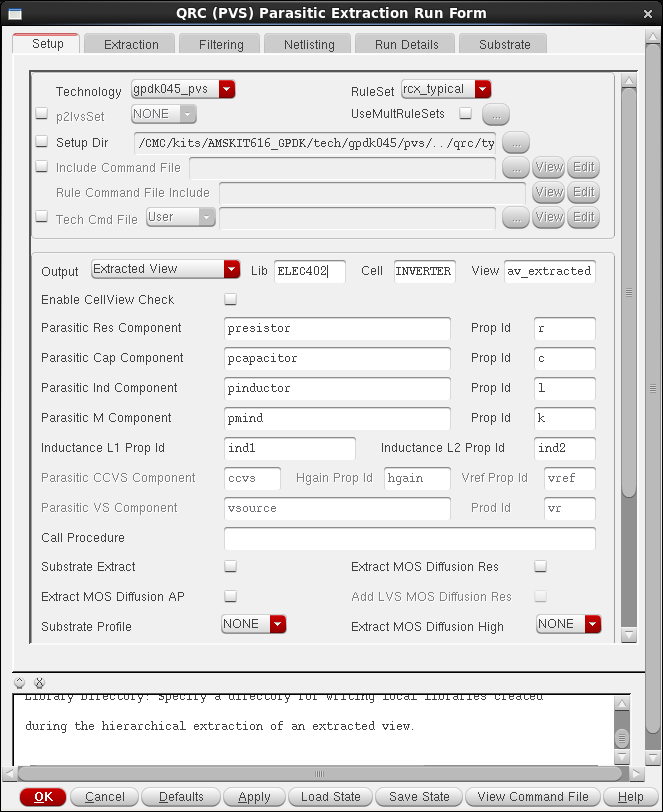 QRC (PVS) Parasitic Extraction Run Form
Setup Extraction Filtering Netlisting Run Details Substrate
Technology gpdk045_pvs RuleSet rcx_typical
p2lvsSet NONE UseMultRuleSets ...
Setup Dir /CMC/kits/AMSKIT616_GPDK/tech/gpdk045/pvs/../qrc/ty ...
Include Command File ... View Edit
Rule Command File Include View Edit
Tech Cmd File User ... View Edit
Output Extracted View Lib ELEC402 Cell INVERTER View av_extracted
Enable CellView Check
Parasitic Res Component presistor Prop Id r
Parasitic Cap Component pcapacitor Prop Id c
Parasitic Ind Component pinductor Prop Id l
Parasitic M Component pmind Prop Id k
Inductance L1 Prop Id ind1 Inductance L2 Prop Id ind2
Parasitic CCVS Component ccvs Hgain Prop Id hgain Vref Prop Id vref
Parasitic VS Component vsource Prod Id vr
Call Procedure
Substrate Extract Extract MOS Diffusion Res
Extract MOS Diffusion AP Add LVS MOS Diffusion Res
Substrate Profile NONE Extract MOS Diffusion High NONE
Library Directory: Specify a directory for writing local libraries created
during the hierarchical extraction of an extracted view.
OK Cancel Defaults Apply Load State Save State View Command File Help